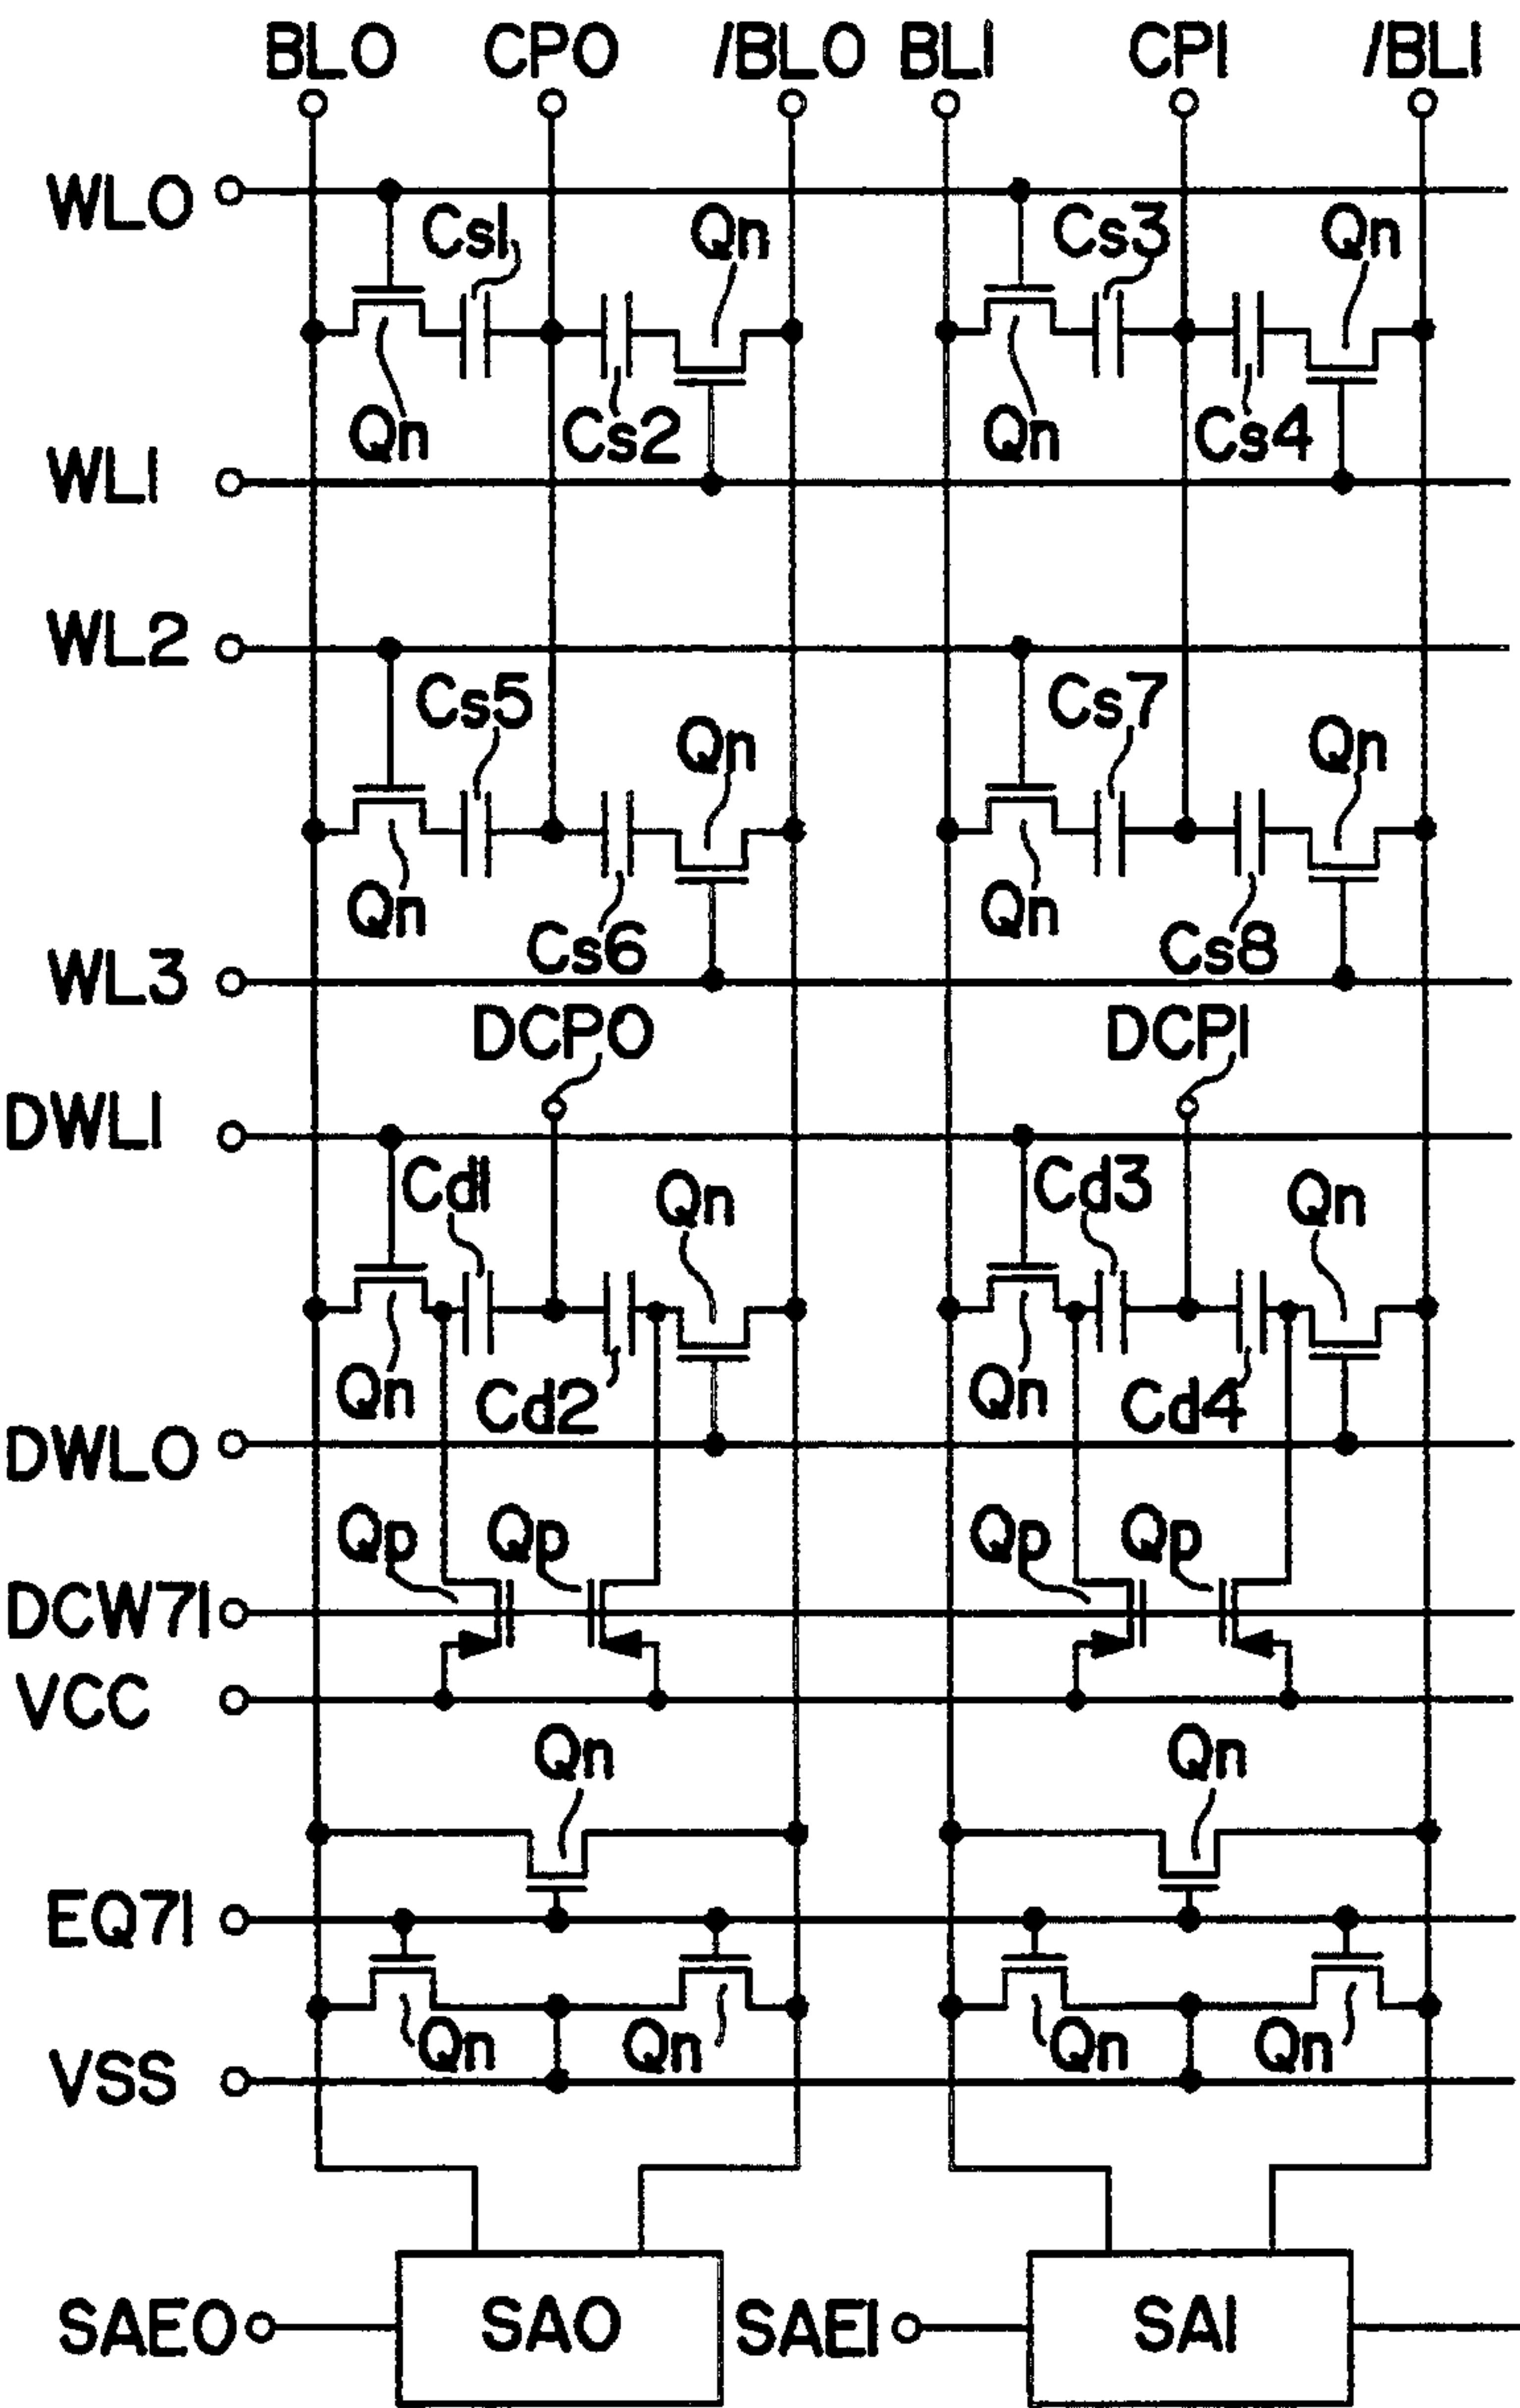 BL0 CP0 /BL0 BL1 CP1 /BL1
WL0
Cs1 Qn Cs3 Qn
Qn Cs2 Qn Cs4
WL1
WL2
Cs5 Qn Cs7 Qn
Qn Cs6 Qn Cs8
WL3
DCP0 DCP1
DWL1
Cd1 Qn Cd3 Qn
Qn Cd2 Qn Cd4
DWL0
Qp Qp Qp Qp
DCW71
VCC
Qn Qn
EQ71
Qn Qn Qn Qn
VSS
SAE0 SA0 SAE1 SA1